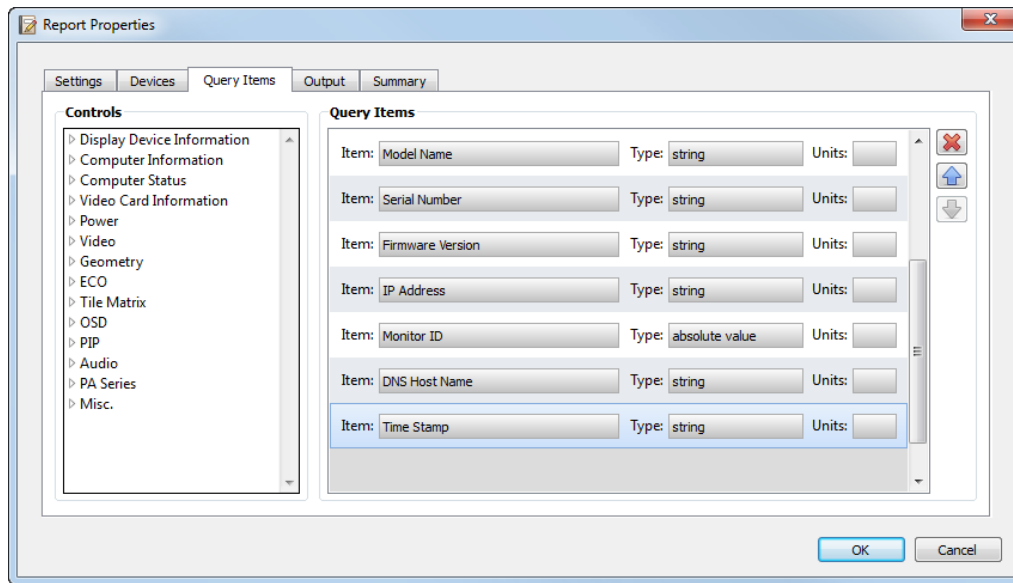 Report Properties
Settings Devices Query Items Output Summary
Controls
Display Device Information
Computer Information
Computer Status
Video Card Information
Power
Video
Geometry
ECO
Tile Matrix
OSD
PIP
Audio
PA Series
Misc.
Query Items
Item: Model Name Type: string Units:
Item: Serial Number Type: string Units:
Item: Firmware Version Type: string Units:
Item: IP Address Type: string Units:
Item: Monitor ID Type: absolute value Units:
Item: DNS Host Name Type: string Units:
Item: Time Stamp Type: string Units:
OK Cancel